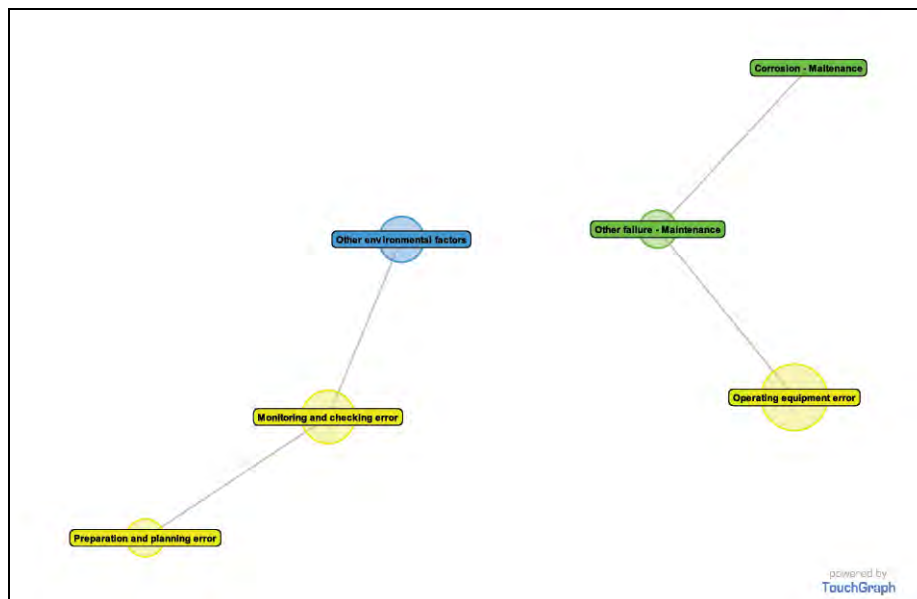 Corrosion - Maltenance
Other failure - Maintenance
Other environmental factors
Operating equipment error
Monitoring and checking error
Preparation and planning error
powered by
TouchGraph